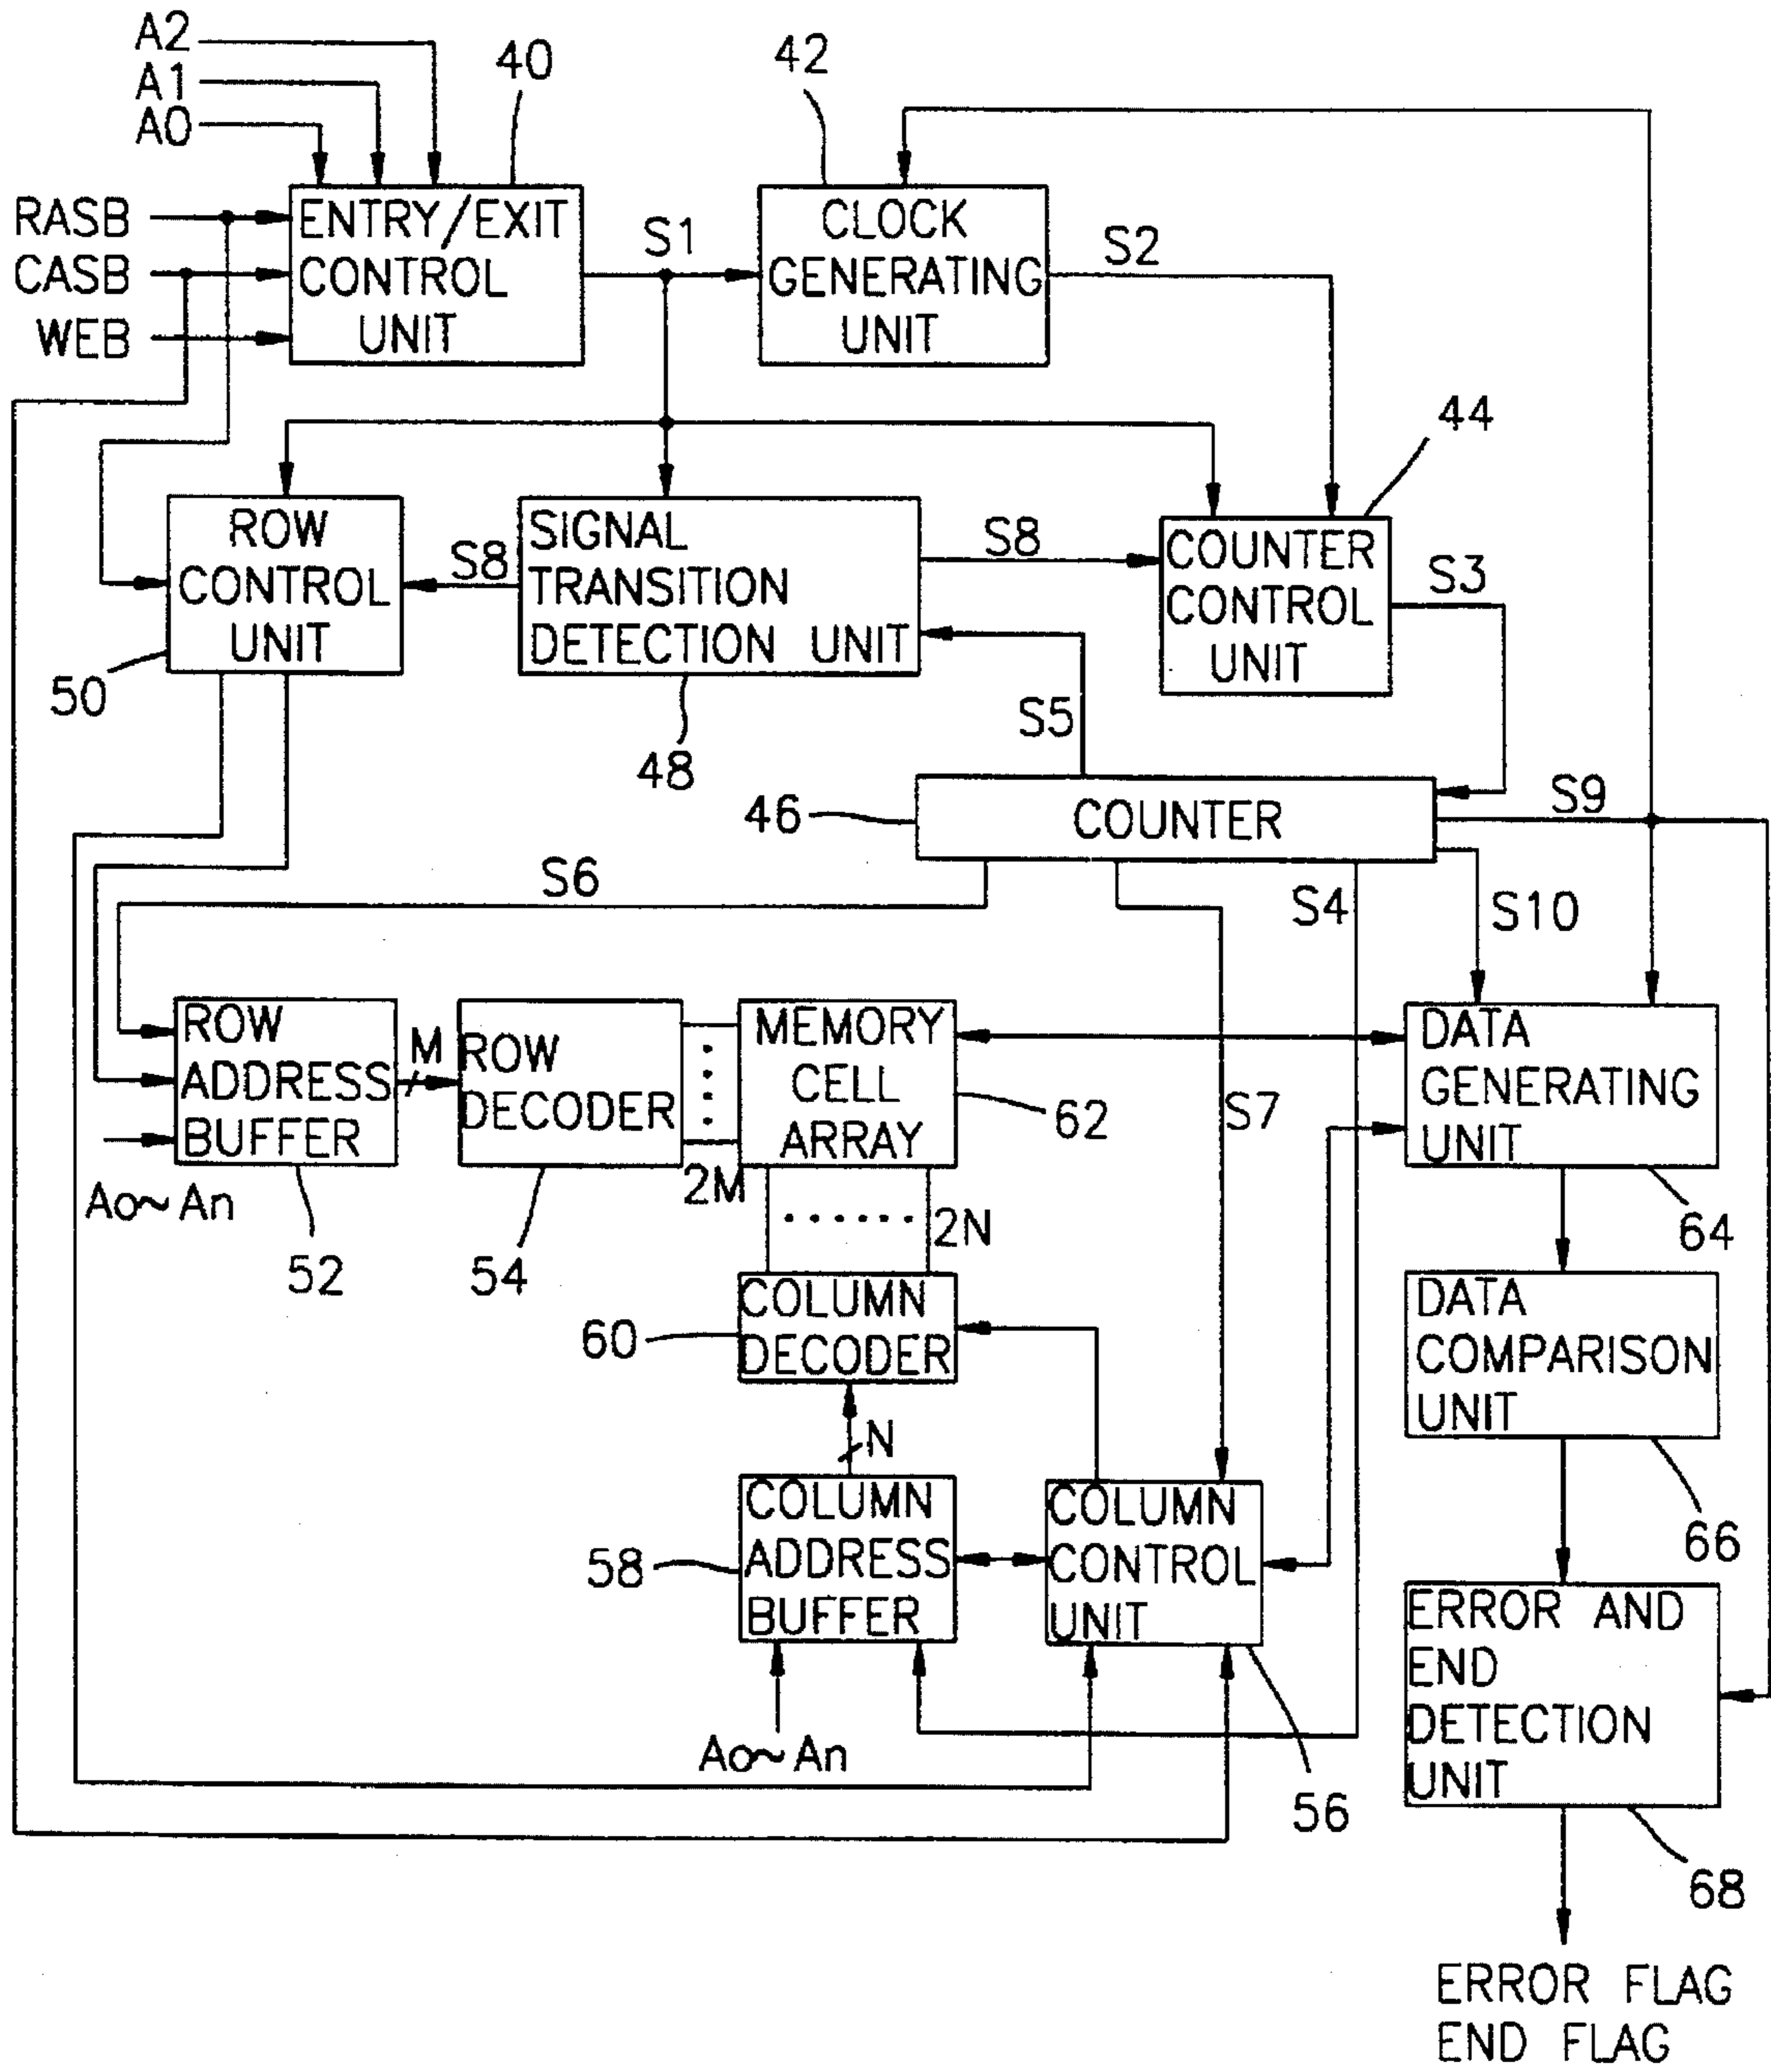 A2
A1
A0
40
42
RASB
CASB
WEB
ENTRY/EXIT
CONTROL
UNIT
S1
CLOCK
GENERATING
UNIT
S2
44
ROW
CONTROL
UNIT
50
S8
SIGNAL
TRANSITION
DETECTION UNIT
48
S8
COUNTER
CONTROL
UNIT
S3
S5
46
COUNTER
S9
S6
S4
S10
ROW
ADDRESS
BUFFER
Ao~An
52
M
ROW
DECODER
54
2M
MEMORY
CELL
ARRAY
62
S7
DATA
GENERATING
UNIT
64
2N
COLUMN
DECODER
60
DATA
COMPARISON
UNIT
66
N
COLUMN
ADDRESS
BUFFER
58
Ao~An
COLUMN
CONTROL
UNIT
56
ERROR AND
END
DETECTION
UNIT
68
ERROR FLAG
END FLAG